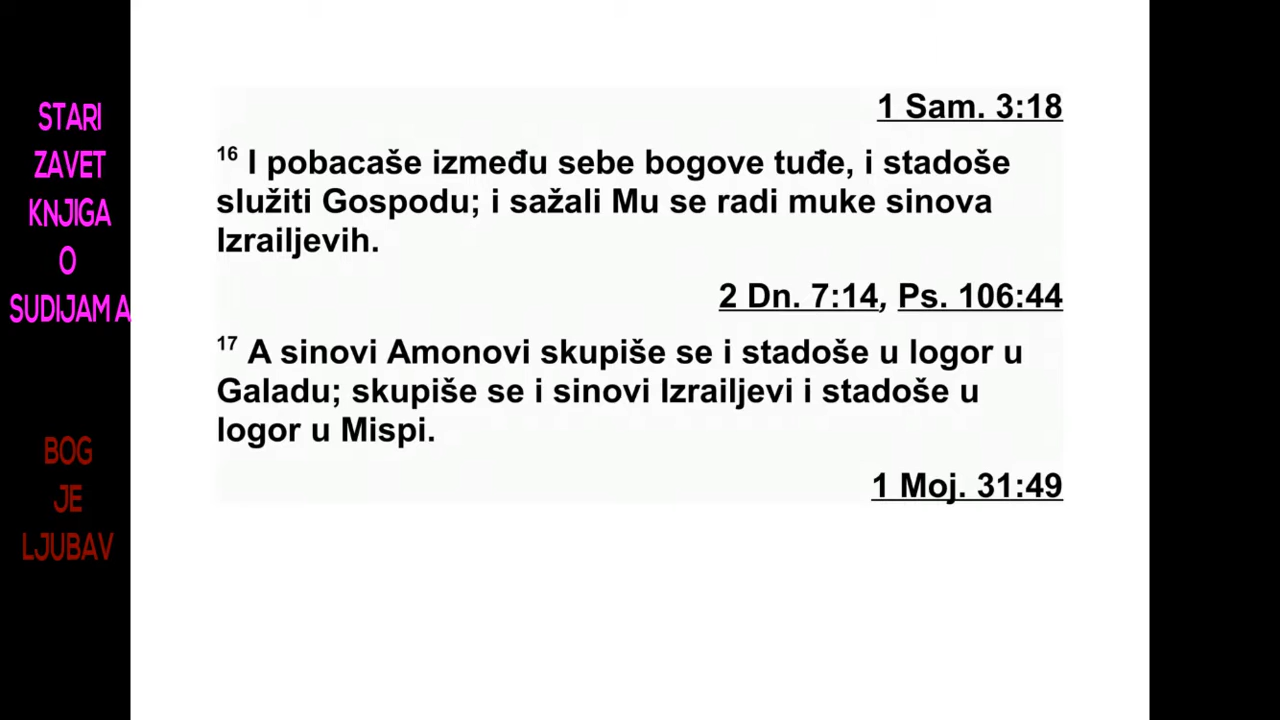 STARI
ZAVET
KNJIGA
O
SUDIJAMA
BOG
JE
LJUBAV
1 Sam. 3:18
16 I pobacaše između sebe bogove tuđe, i stadoše
služiti Gospodu; i sažali Mu se radi muke sinova
Izrailjevih.
2 Dn. 7:14, Ps. 106:44
17 A sinovi Amonovi skupiše se i stadoše u logor u
Galadu; skupiše se i sinovi Izrailjevi i stadoše u
logor u Mispi.
1 Moj. 31:49